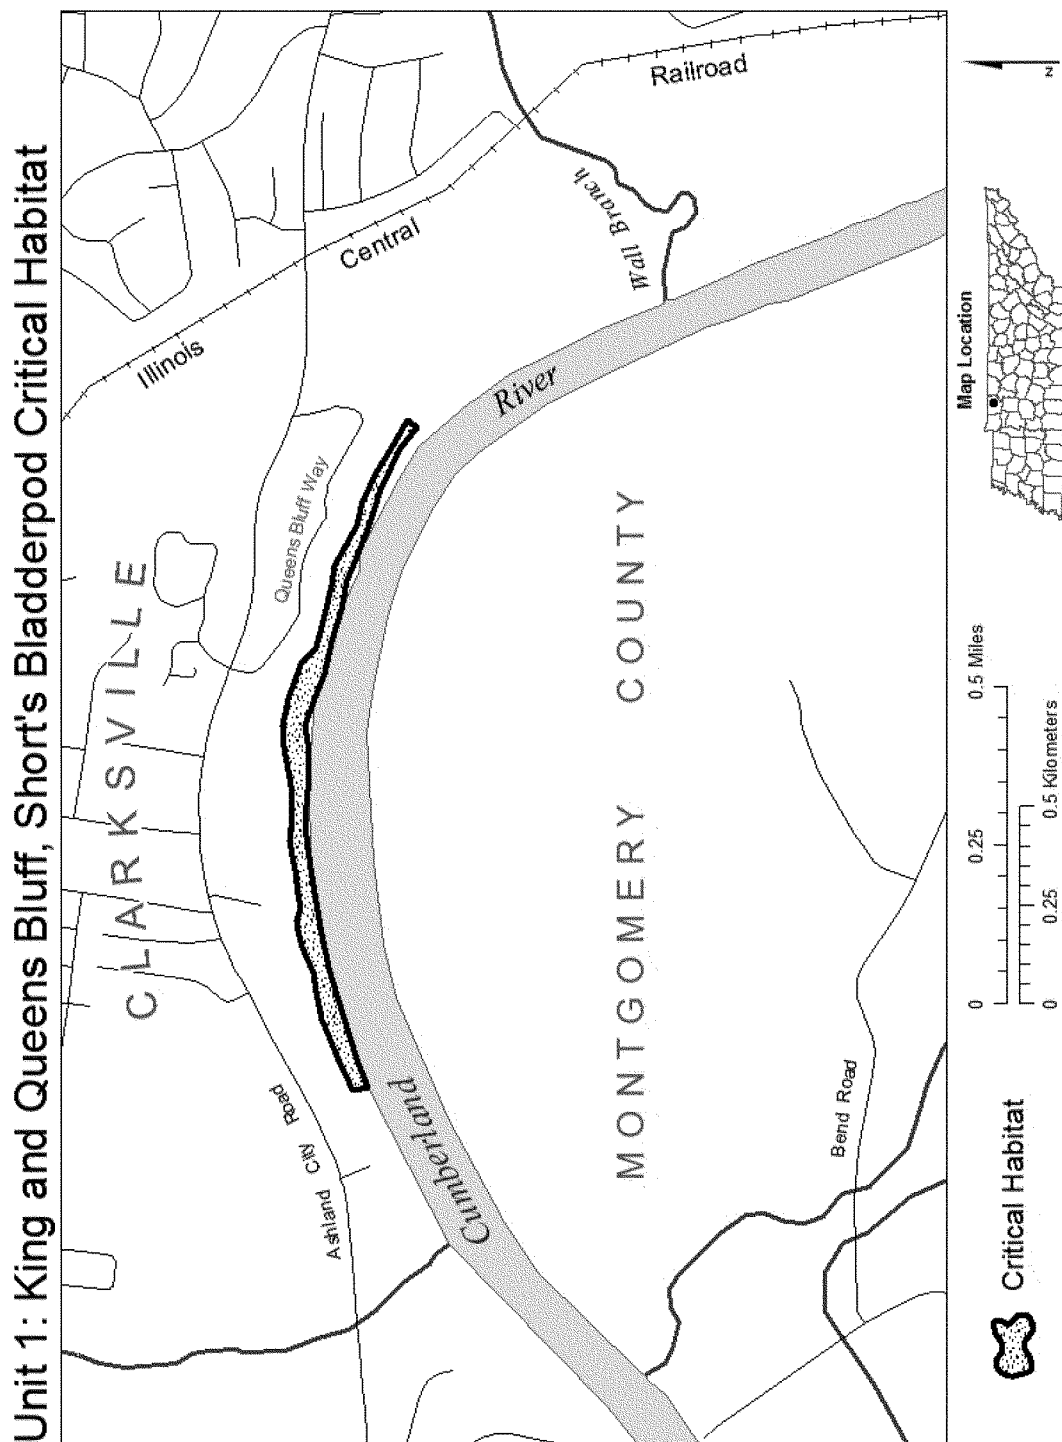 Unit 1: King and Queens Bluff, Short's Bladderpod Critical Habitat
CLARKSVILLE
Illinois
Central
Railroad
Queens Bluff Way
Ashland City Road
Wall Branch
Cumberland
River
MONTGOMERY COUNTY
Bend Road
Critical Habitat
0 0.25 0.5 Miles
0 0.25 0.5 Kilometers
Map Location
N